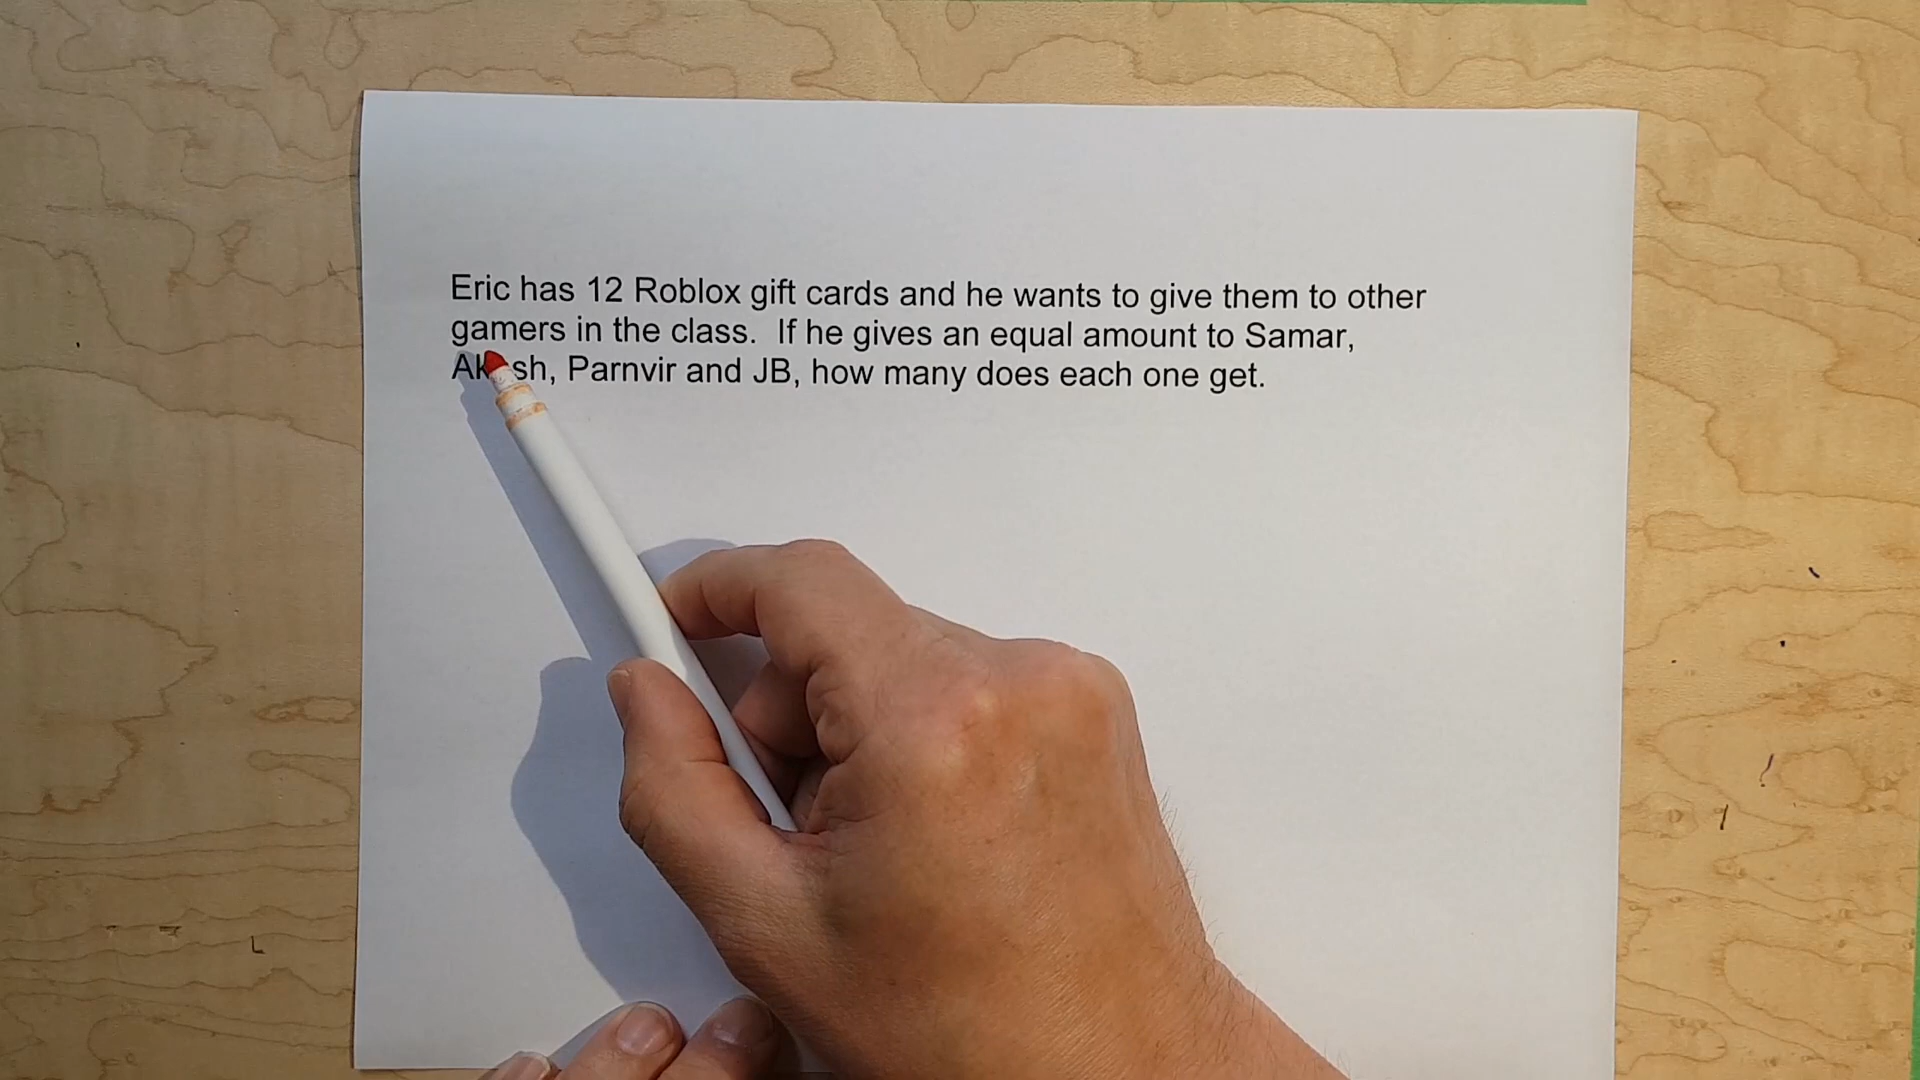 Eric has 12 Roblox gift cards and he wants to give them to other
gamers in the class. If he gives an equal amount to Samar,
Parnvir and JB, how many does each one get.